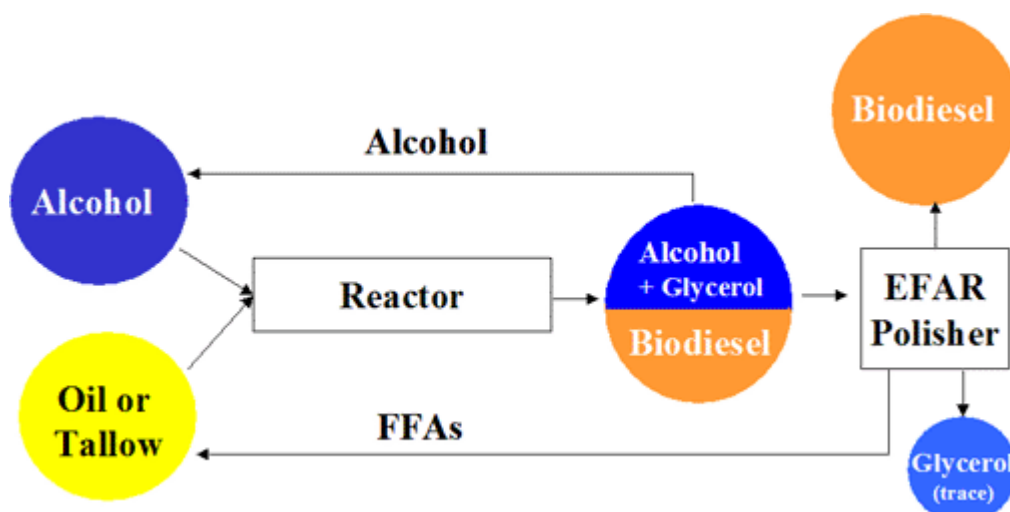 Biodiesel
Alcohol
Alcohol
Alcohol
+ Glycerol
Biodiesel
Reactor
EFAR
Polisher
Oil or
Tallow
FFAs
Glycerol
(trace)